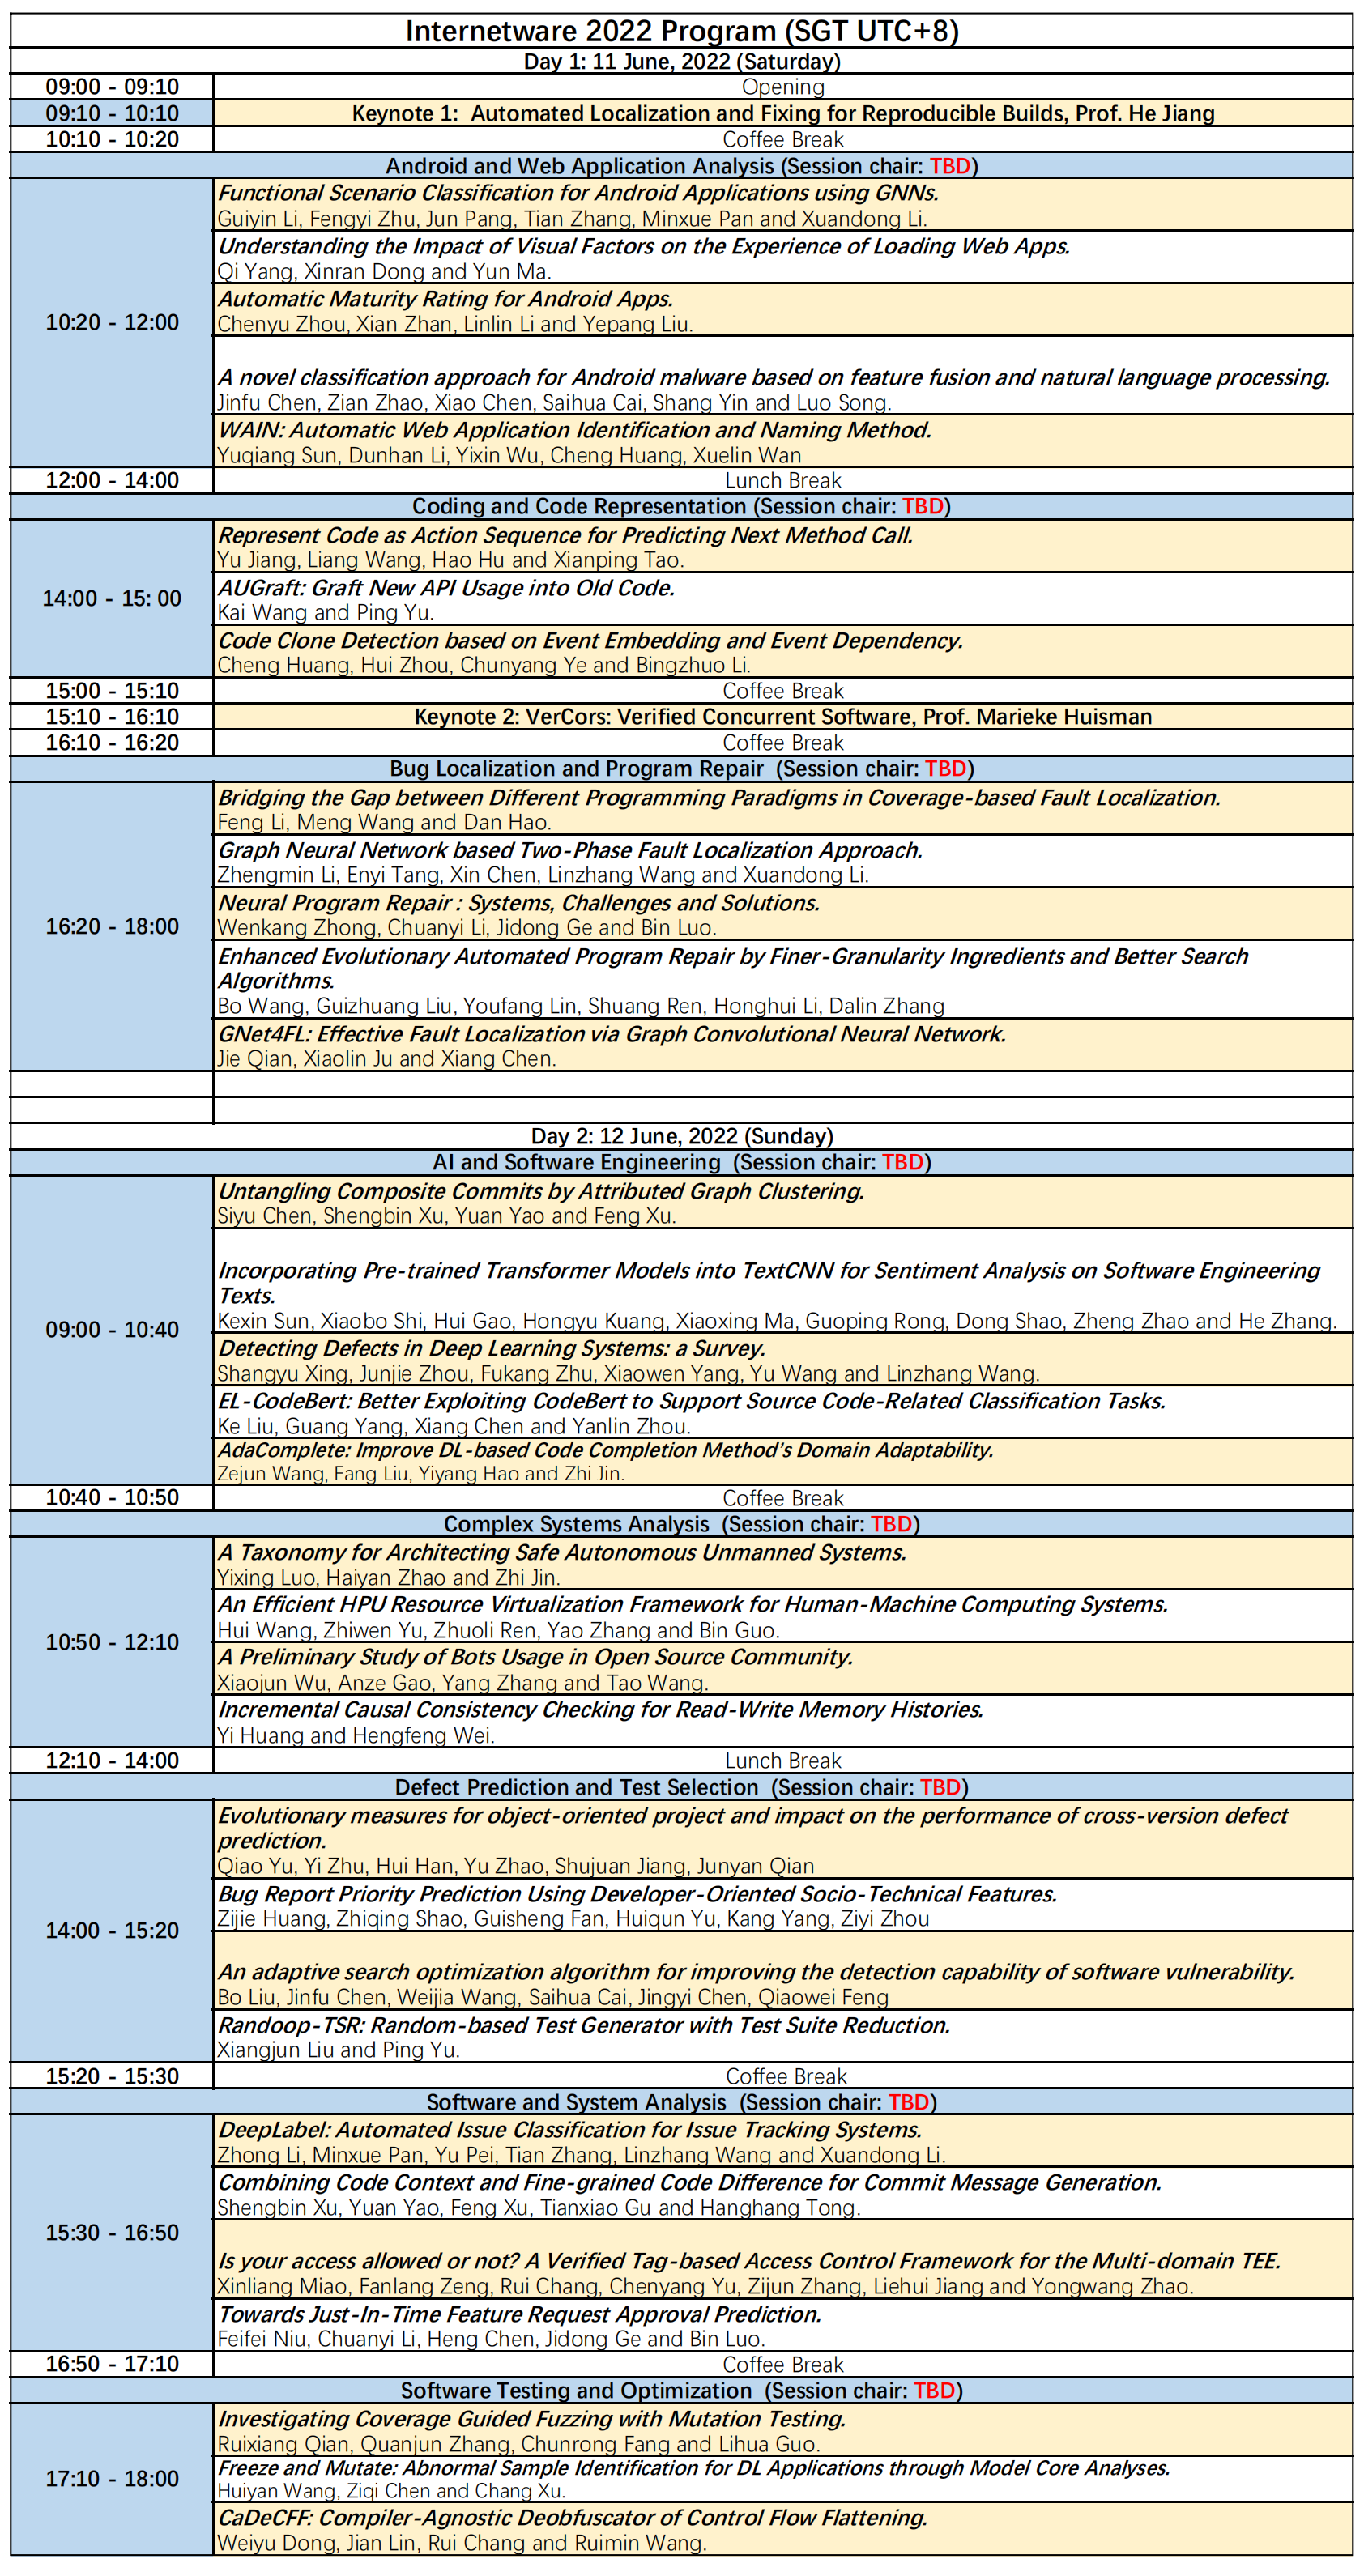 Internetware 2022 Program (SGT UTC+8)
Day 1: 11 June, 2022 (Saturday)
09:00 - 09:10 Opening
09:10 - 10:10 Keynote 1: Automated Localization and Fixing for Reproducible Builds, Prof. He Jiang
10:10 - 10:20 Coffee Break
Android and Web Application Analysis (Session chair: TBD)
10:20 - 12:00
Functional Scenario Classification for Android Applications using GNNs.
Guiyin Li, Fengyi Zhu, Jun Pang, Tian Zhang, Minxue Pan and Xuandong Li.
Understanding the Impact of Visual Factors on the Experience of Loading Web Apps.
Qi Yang, Xinran Dong and Yun Ma.
Automatic Maturity Rating for Android Apps.
Chenyu Zhou, Xian Zhan, Linlin Li and Yepang Liu.
A novel classification approach for Android malware based on feature fusion and natural language processing.
Jinfu Chen, Zian Zhao, Xiao Chen, Saihua Cai, Shang Yin and Luo Song.
WAIN: Automatic Web Application Identification and Naming Method.
Yuqiang Sun, Dunhan Li, Yixin Wu, Cheng Huang, Xuelin Wan
12:00 - 14:00 Lunch Break
Coding and Code Representation (Session chair: TBD)
14:00 - 15: 00
Represent Code as Action Sequence for Predicting Next Method Call.
Yu Jiang, Liang Wang, Hao Hu and Xianping Tao.
AUGraft: Graft New API Usage into Old Code.
Kai Wang and Ping Yu.
Code Clone Detection based on Event Embedding and Event Dependency.
Cheng Huang, Hui Zhou, Chunyang Ye and Bingzhuo Li.
15:00 - 15:10 Coffee Break
15:10 - 16:10 Keynote 2: VerCors: Verified Concurrent Software, Prof. Marieke Huisman
16:10 - 16:20 Coffee Break
Bug Localization and Program Repair (Session chair: TBD)
16:20 - 18:00
Bridging the Gap between Different Programming Paradigms in Coverage-based Fault Localization.
Feng Li, Meng Wang and Dan Hao.
Graph Neural Network based Two-Phase Fault Localization Approach.
Zhengmin Li, Enyi Tang, Xin Chen, Linzhang Wang and Xuandong Li.
Neural Program Repair : Systems, Challenges and Solutions.
Wenkang Zhong, Chuanyi Li, Jidong Ge and Bin Luo.
Enhanced Evolutionary Automated Program Repair by Finer-Granularity Ingredients and Better Search
Algorithms.
Bo Wang, Guizhuang Liu, Youfang Lin, Shuang Ren, Honghui Li, Dalin Zhang
GNet4FL: Effective Fault Localization via Graph Convolutional Neural Network.
Jie Qian, Xiaolin Ju and Xiang Chen.
Day 2: 12 June, 2022 (Sunday)
AI and Software Engineering (Session chair: TBD)
09:00 - 10:40
Untangling Composite Commits by Attributed Graph Clustering.
Siyu Chen, Shengbin Xu, Yuan Yao and Feng Xu.
Incorporating Pre-trained Transformer Models into TextCNN for Sentiment Analysis on Software Engineering
Texts.
Kexin Sun, Xiaobo Shi, Hui Gao, Hongyu Kuang, Xiaoxing Ma, Guoping Rong, Dong Shao, Zheng Zhao and He Zhang.
Detecting Defects in Deep Learning Systems: a Survey.
Shangyu Xing, Junjie Zhou, Fukang Zhu, Xiaowen Yang, Yu Wang and Linzhang Wang.
EL-CodeBert: Better Exploiting CodeBert to Support Source Code-Related Classification Tasks.
Ke Liu, Guang Yang, Xiang Chen and Yanlin Zhou.
AdaComplete: Improve DL-based Code Completion Method's Domain Adaptability.
Zejun Wang, Fang Liu, Yiyang Hao and Zhi Jin.
10:40 - 10:50 Coffee Break
Complex Systems Analysis (Session chair: TBD)
10:50 - 12:10
A Taxonomy for Architecting Safe Autonomous Unmanned Systems.
Yixing Luo, Haiyan Zhao and Zhi Jin.
An Efficient HPU Resource Virtualization Framework for Human-Machine Computing Systems.
Hui Wang, Zhiwen Yu, Zhuoli Ren, Yao Zhang and Bin Guo.
A Preliminary Study of Bots Usage in Open Source Community.
Xiaojun Wu, Anze Gao, Yang Zhang and Tao Wang.
Incremental Causal Consistency Checking for Read-Write Memory Histories.
Yi Huang and Hengfeng Wei.
12:10 - 14:00 Lunch Break
Defect Prediction and Test Selection (Session chair: TBD)
14:00 - 15:20
Evolutionary measures for object-oriented project and impact on the performance of cross-version defect
prediction.
Qiao Yu, Yi Zhu, Hui Han, Yu Zhao, Shujuan Jiang, Junyan Qian
Bug Report Priority Prediction Using Developer-Oriented Socio-Technical Features.
Zijie Huang, Zhiqing Shao, Guisheng Fan, Huiqun Yu, Kang Yang, Ziyi Zhou
An adaptive search optimization algorithm for improving the detection capability of software vulnerability.
Bo Liu, Jinfu Chen, Weijia Wang, Saihua Cai, Jingyi Chen, Qiaowei Feng
Randoop-TSR: Random-based Test Generator with Test Suite Reduction.
Xiangjun Liu and Ping Yu.
15:20 - 15:30 Coffee Break
Software and System Analysis (Session chair: TBD)
15:30 - 16:50
DeepLabel: Automated Issue Classification for Issue Tracking Systems.
Zhong Li, Minxue Pan, Yu Pei, Tian Zhang, Linzhang Wang and Xuandong Li.
Combining Code Context and Fine-grained Code Difference for Commit Message Generation.
Shengbin Xu, Yuan Yao, Feng Xu, Tianxiao Gu and Hanghang Tong.
Is your access allowed or not? A Verified Tag-based Access Control Framework for the Multi-domain TEE.
Xinliang Miao, Fanlang Zeng, Rui Chang, Chenyang Yu, Zijun Zhang, Liehui Jiang and Yongwang Zhao.
Towards Just-In-Time Feature Request Approval Prediction.
Feifei Niu, Chuanyi Li, Heng Chen, Jidong Ge and Bin Luo.
16:50 - 17:10 Coffee Break
Software Testing and Optimization (Session chair: TBD)
17:10 - 18:00
Investigating Coverage Guided Fuzzing with Mutation Testing.
Ruixiang Qian, Quanjun Zhang, Chunrong Fang and Lihua Guo.
Freeze and Mutate: Abnormal Sample Identification for DL Applications through Model Core Analyses.
Huiyan Wang, Ziqi Chen and Chang Xu.
CaDeCFF: Compiler-Agnostic Deobfuscator of Control Flow Flattening.
Weiyu Dong, Jian Lin, Rui Chang and Ruimin Wang.